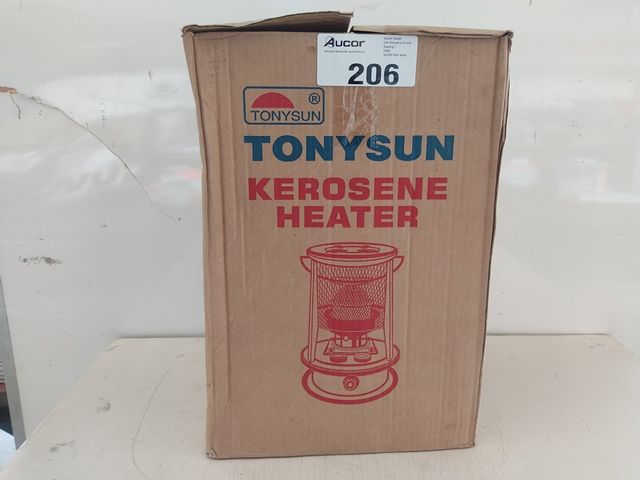 Aucor
206
TONYSUN ®
TONYSUN
KEROSENE
HEATER